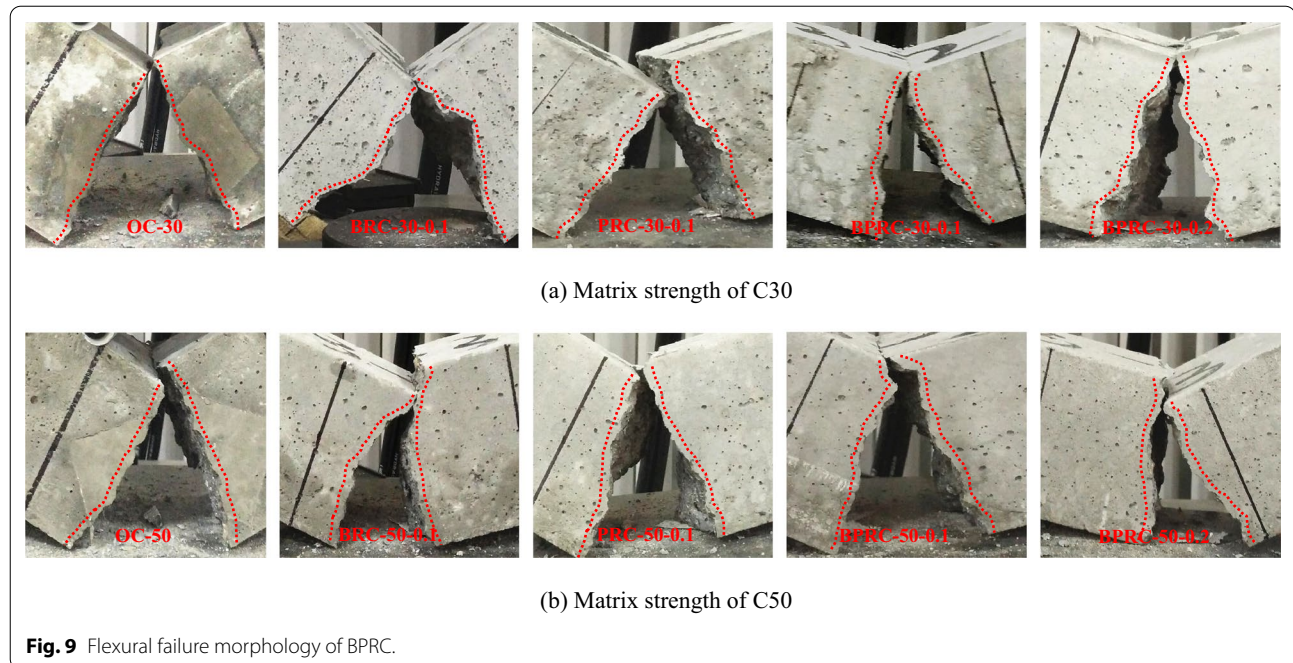 OC-30
BRC-30-0.1
PRC-30-0.1
BPRC-30-0.1
BPRC-30-0.2
(a) Matrix strength of C30
OC-50
BRC-50-0.1
PRC-50-0.1
BPRC-50-0.1
BPRC-50-0.2
(b) Matrix strength of C50
Fig. 9 Flexural failure morphology of BPRC.